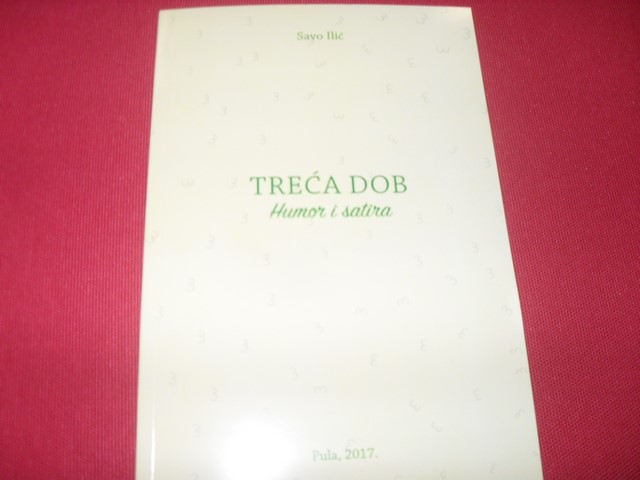 Savo Ilić
TREĆA DOB
Humor i satira
Pula, 2017.